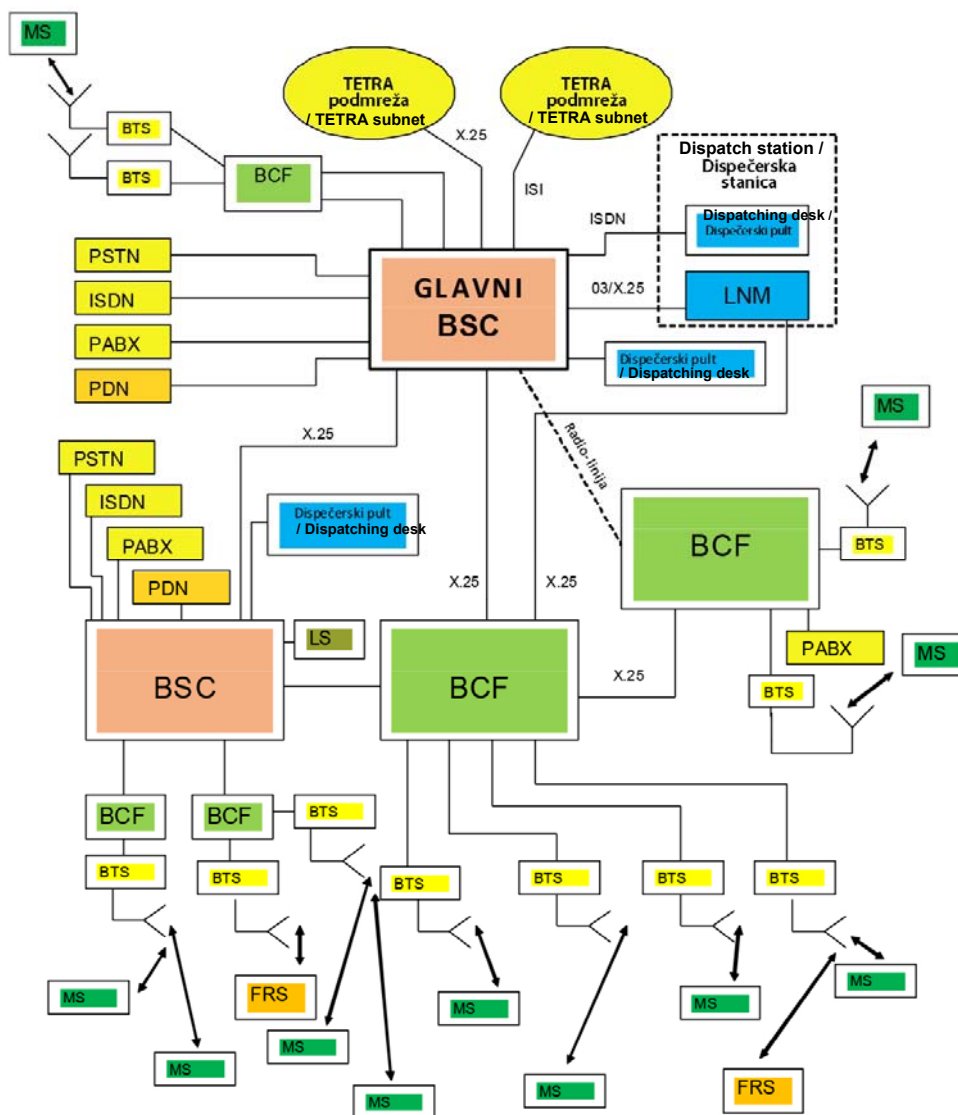 MS
TETRA
podmreža
/ TETRA subnet
TETRA
podmreža
/ TETRA subnet
BTS
X.25
Dispatch station /
Dispečerska
stanica
BTS
BCF
ISI
ISDN
Dispatching desk /
Dispečerski pult
PSTN
GLAVNI
BSC
03/X.25
LNM
ISDN
PABX
Dispečerski pult
/ Dispatching desk
PDN
MS
X.25
Radio-linija
PSTN
ISDN
Dispečerski pult
/ Dispatching desk
PABX
BCF
BTS
PDN
X.25
X.25
LS
PABX
MS
BSC
BCF
X.25
BTS
BCF
BCF
BTS
BTS
BTS
BTS
BTS
BTS
BTS
MS
FRS
MS
MS
MS
MS
MS
MS
MS
FRS